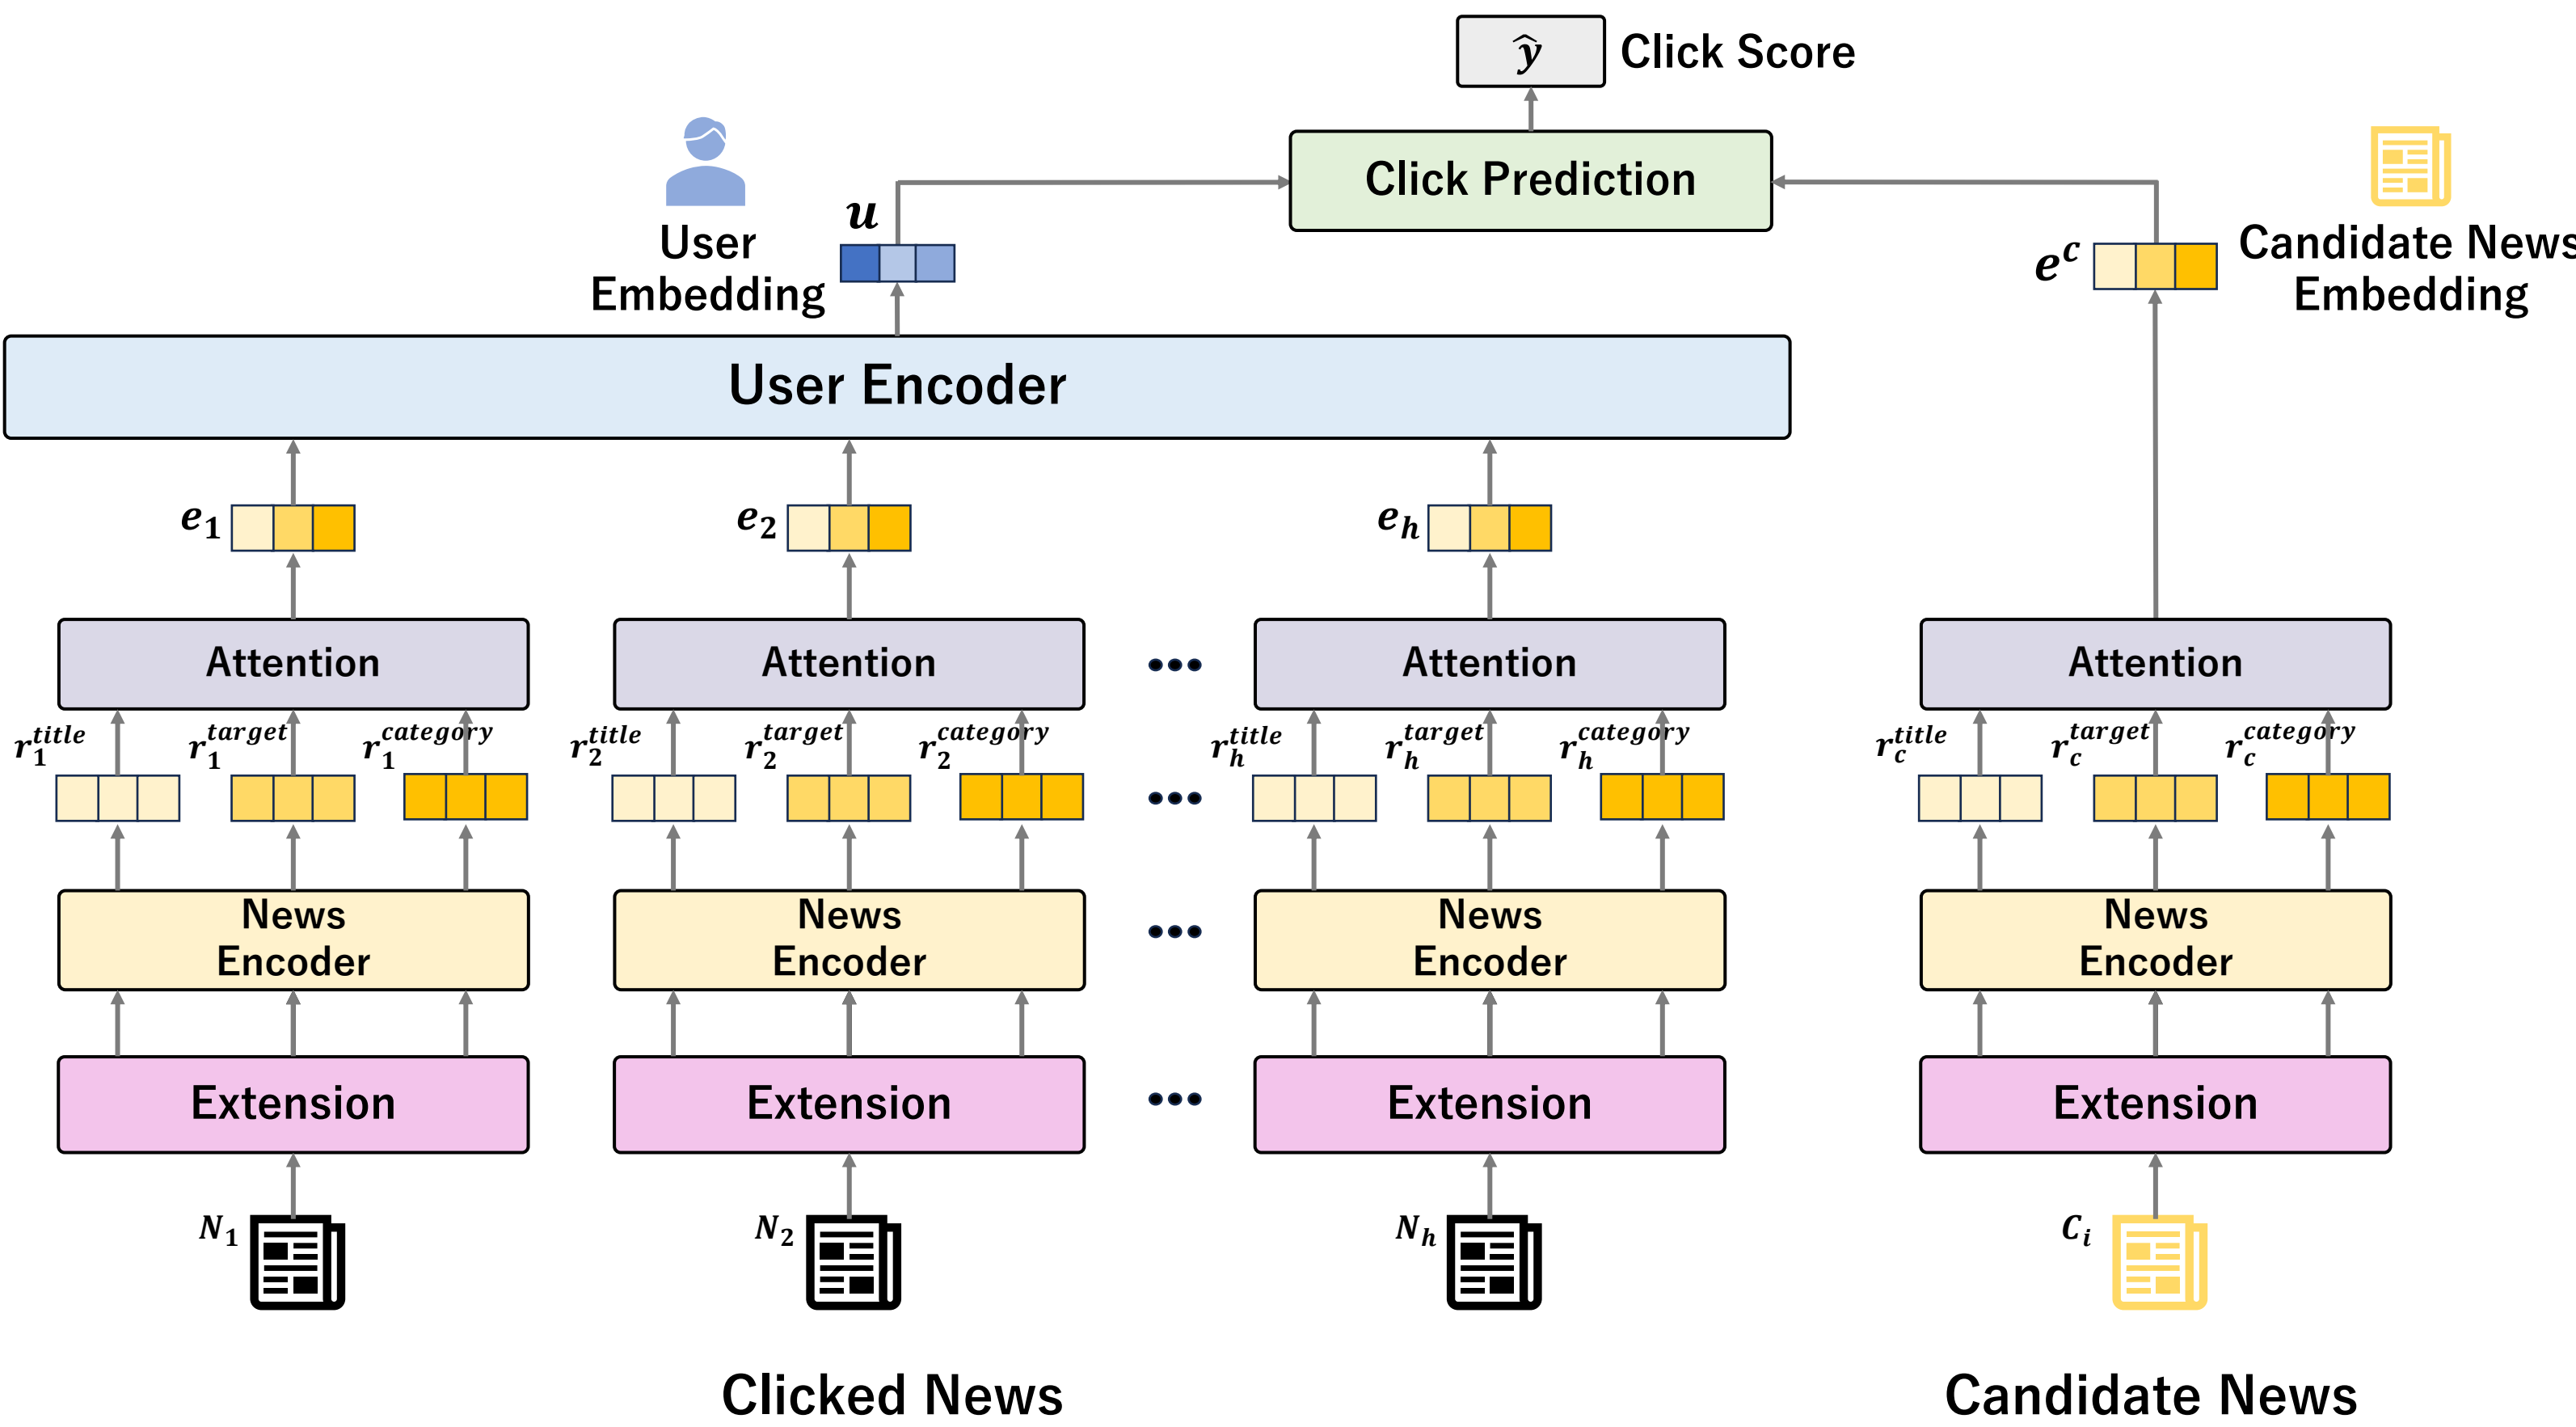 ŷ Click Score
Click Prediction
User
Embedding
u
e^c
Candidate News
Embedding
User Encoder
e_1 e_2 e_h
Attention Attention ••• Attention Attention
r_1^{title} r_1^{target} r_1^{category} r_2^{title} r_2^{target} r_2^{category} r_h^{title} r_h^{target} r_h^{category} r_c^{title} r_c^{target} r_c^{category}
•••
News News News News
Encoder Encoder ••• Encoder Encoder
Extension Extension ••• Extension Extension
N_1 N_2 N_h C_i
Clicked News Candidate News